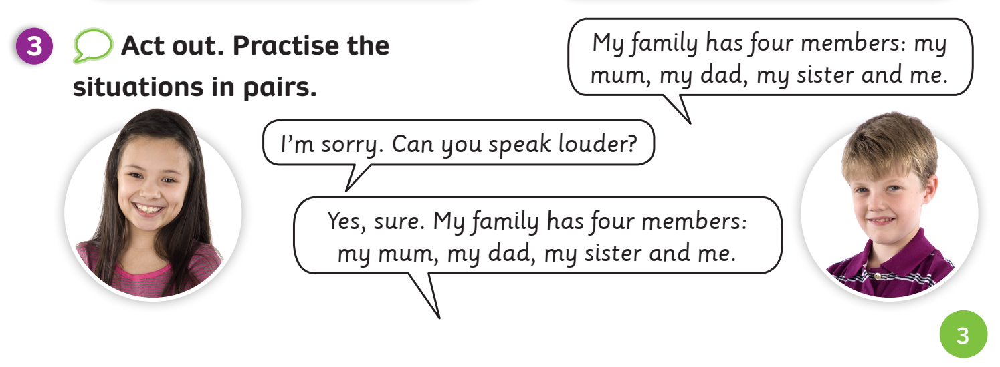 3
Act out. Practise the
situations in pairs.
My family has four members: my
mum, my dad, my sister and me.
I'm sorry. Can you speak louder?
Yes, sure. My family has four members:
my mum, my dad, my sister and me.
3